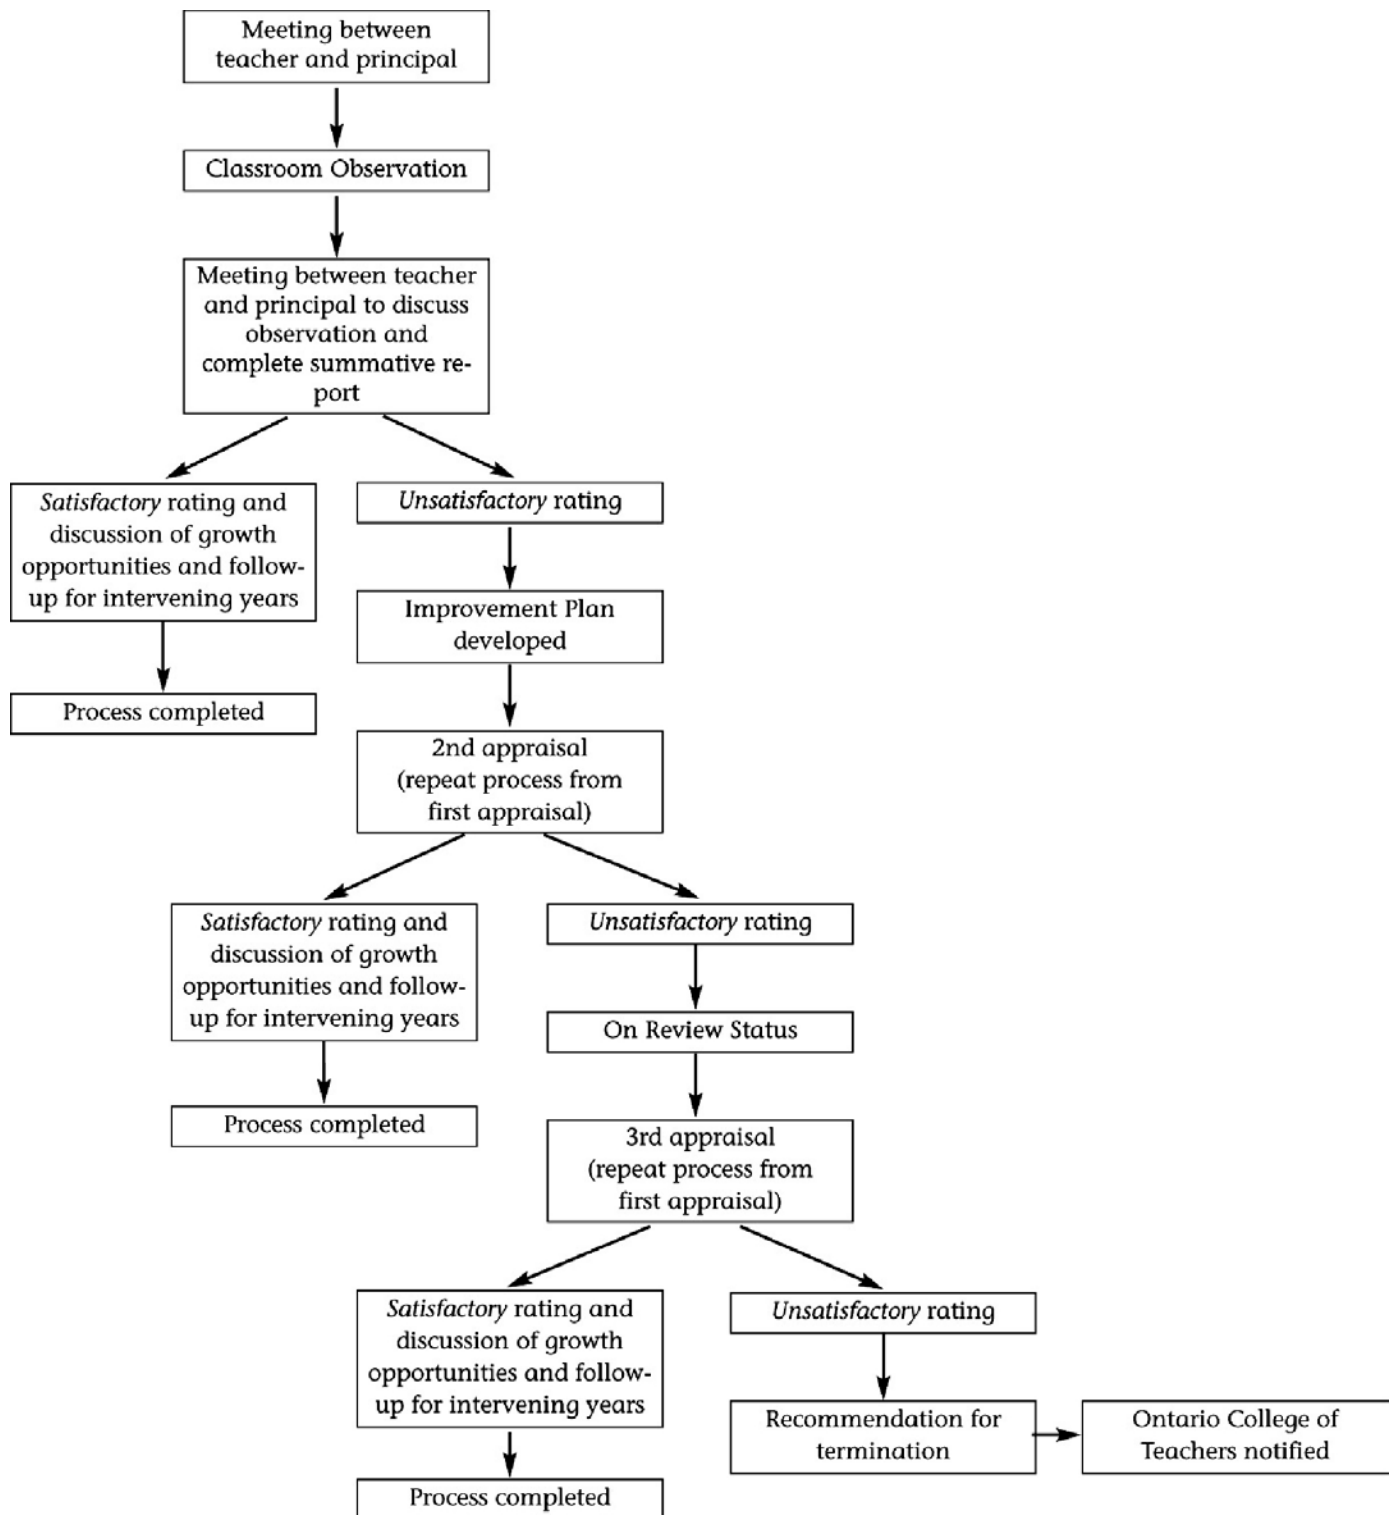 Meeting between
teacher and principal
Classroom Observation
Meeting between teacher
and principal to discuss
observation and
complete summative re-
port
Satisfactory rating and
discussion of growth
opportunities and follow-
up for intervening years
Process completed
Unsatisfactory rating
Improvement Plan
developed
2nd appraisal
(repeat process from
first appraisal)
Satisfactory rating and
discussion of growth
opportunities and follow-
up for intervening years
Process completed
Unsatisfactory rating
On Review Status
3rd appraisal
(repeat process from
first appraisal)
Satisfactory rating and
discussion of growth
opportunities and follow-
up for intervening years
Process completed
Unsatisfactory rating
Recommendation for
termination
Ontario College of
Teachers notified